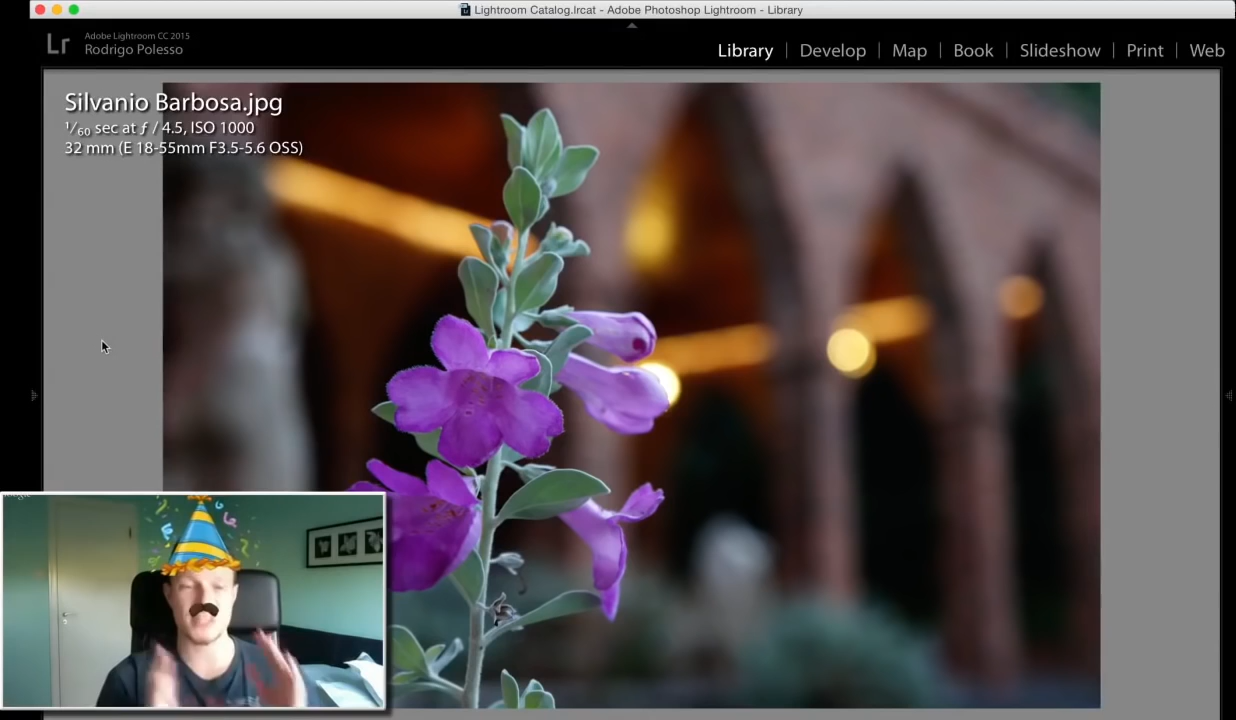 Lightroom Catalog.lrcat - Adobe Photoshop Lightroom - Library
Lr
Adobe Lightroom CC 2015
Rodrigo Polesso
Library | Develop | Map | Book | Slideshow | Print | Web
Silvanio Barbosa.jpg
1/60 sec at ƒ / 4.5, ISO 1000
32 mm (E 18-55mm F3.5-5.6 OSS)